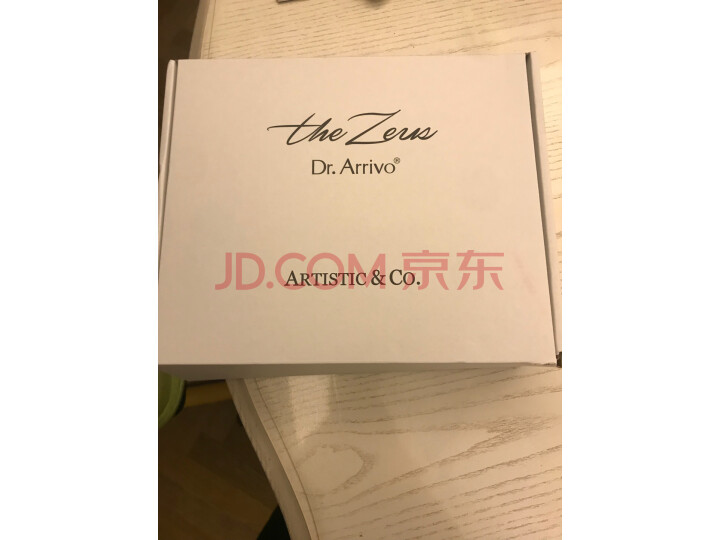 the Zeus
Dr. Arrivo®
JD.COM 京东
ARTISTIC & CO.